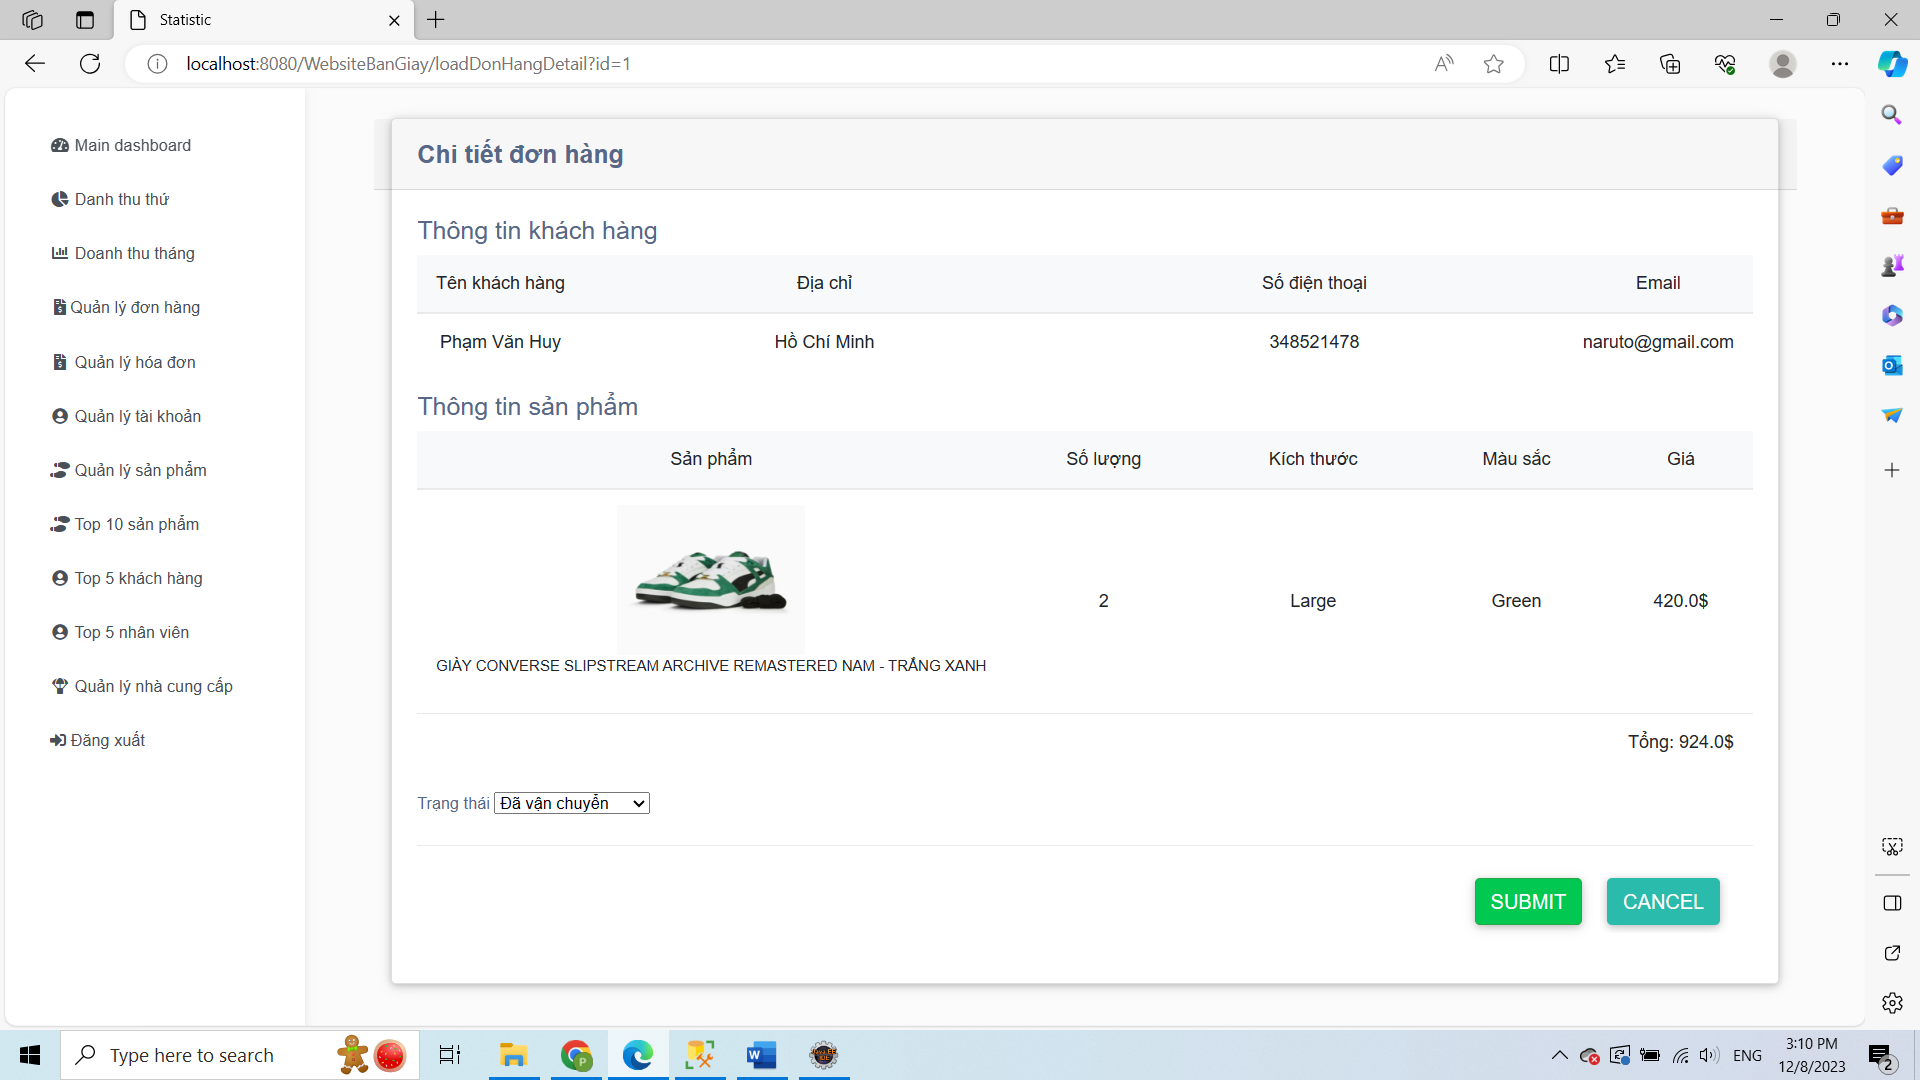 Statistic
localhost:8080/WebsiteBanGiay/loadDonHangDetail?id=1
Main dashboard
Danh thu thứ
Doanh thu tháng
Quản lý đơn hàng
Quản lý hóa đơn
Quản lý tài khoản
Quản lý sản phẩm
Top 10 sản phẩm
Top 5 khách hàng
Top 5 nhân viên
Quản lý nhà cung cấp
Đăng xuất
Chi tiết đơn hàng
Thông tin khách hàng
Tên khách hàng Địa chỉ Số điện thoại Email
Phạm Văn Huy Hồ Chí Minh 348521478 naruto@gmail.com
Thông tin sản phẩm
Sản phẩm Số lượng Kích thước Màu sắc Giá
2 Large Green 420.0$
GIÀY CONVERSE SLIPSTREAM ARCHIVE REMASTERED NAM - TRẮNG XANH
Tổng: 924.0$
Trạng thái Đã vận chuyển
SUBMIT CANCEL
Type here to search
ENG
3:10 PM
12/8/2023
2